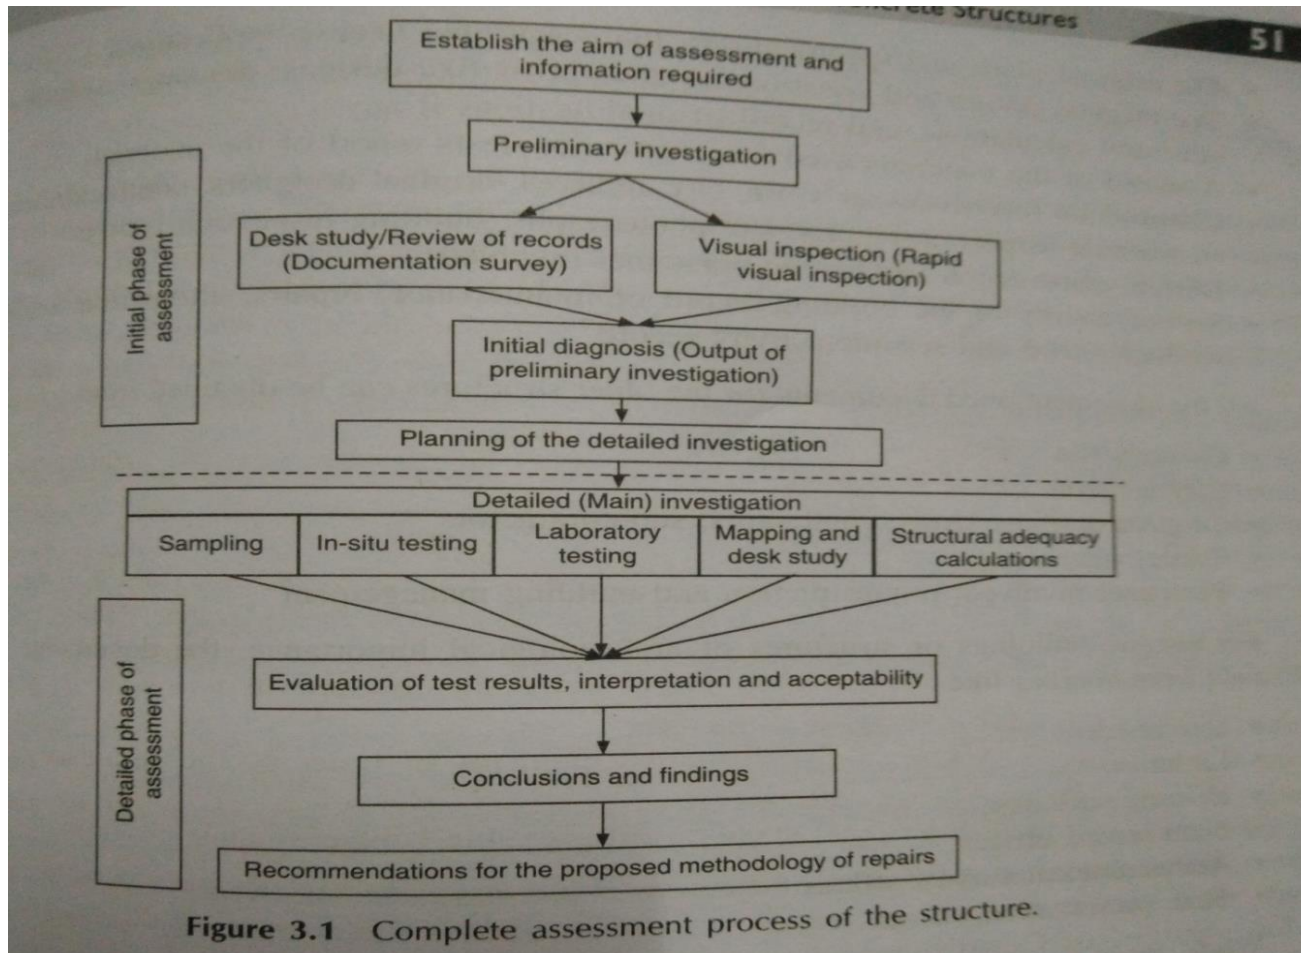 Concrete Structures
51
Establish the aim of assessment and
information required
Preliminary investigation
Initial phase of
assessment
Desk study/Review of records
(Documentation survey)
Visual inspection (Rapid
visual inspection)
Initial diagnosis (Output of
preliminary investigation)
Planning of the detailed investigation
Detailed (Main) investigation
Sampling
In-situ testing
Laboratory
testing
Mapping and
desk study
Structural adequacy
calculations
Detailed phase of
assessment
Evaluation of test results, interpretation and acceptability
Conclusions and findings
Recommendations for the proposed methodology of repairs
Figure 3.1 Complete assessment process of the structure.